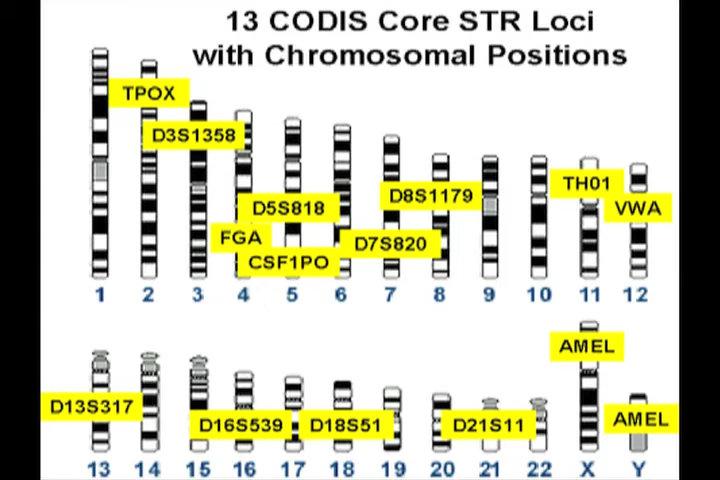 13 CODIS Core STR Loci
with Chromosomal Positions
TPOX
D3S1358
D5S818
FGA
CSF1PO
D7S820
D8S1179
TH01
VWA
1 2 3 4 5 6 7 8 9 10 11 12
AMEL
D13S317
D16S539
D18S51
D21S11
AMEL
13 14 15 16 17 18 19 20 21 22 X Y